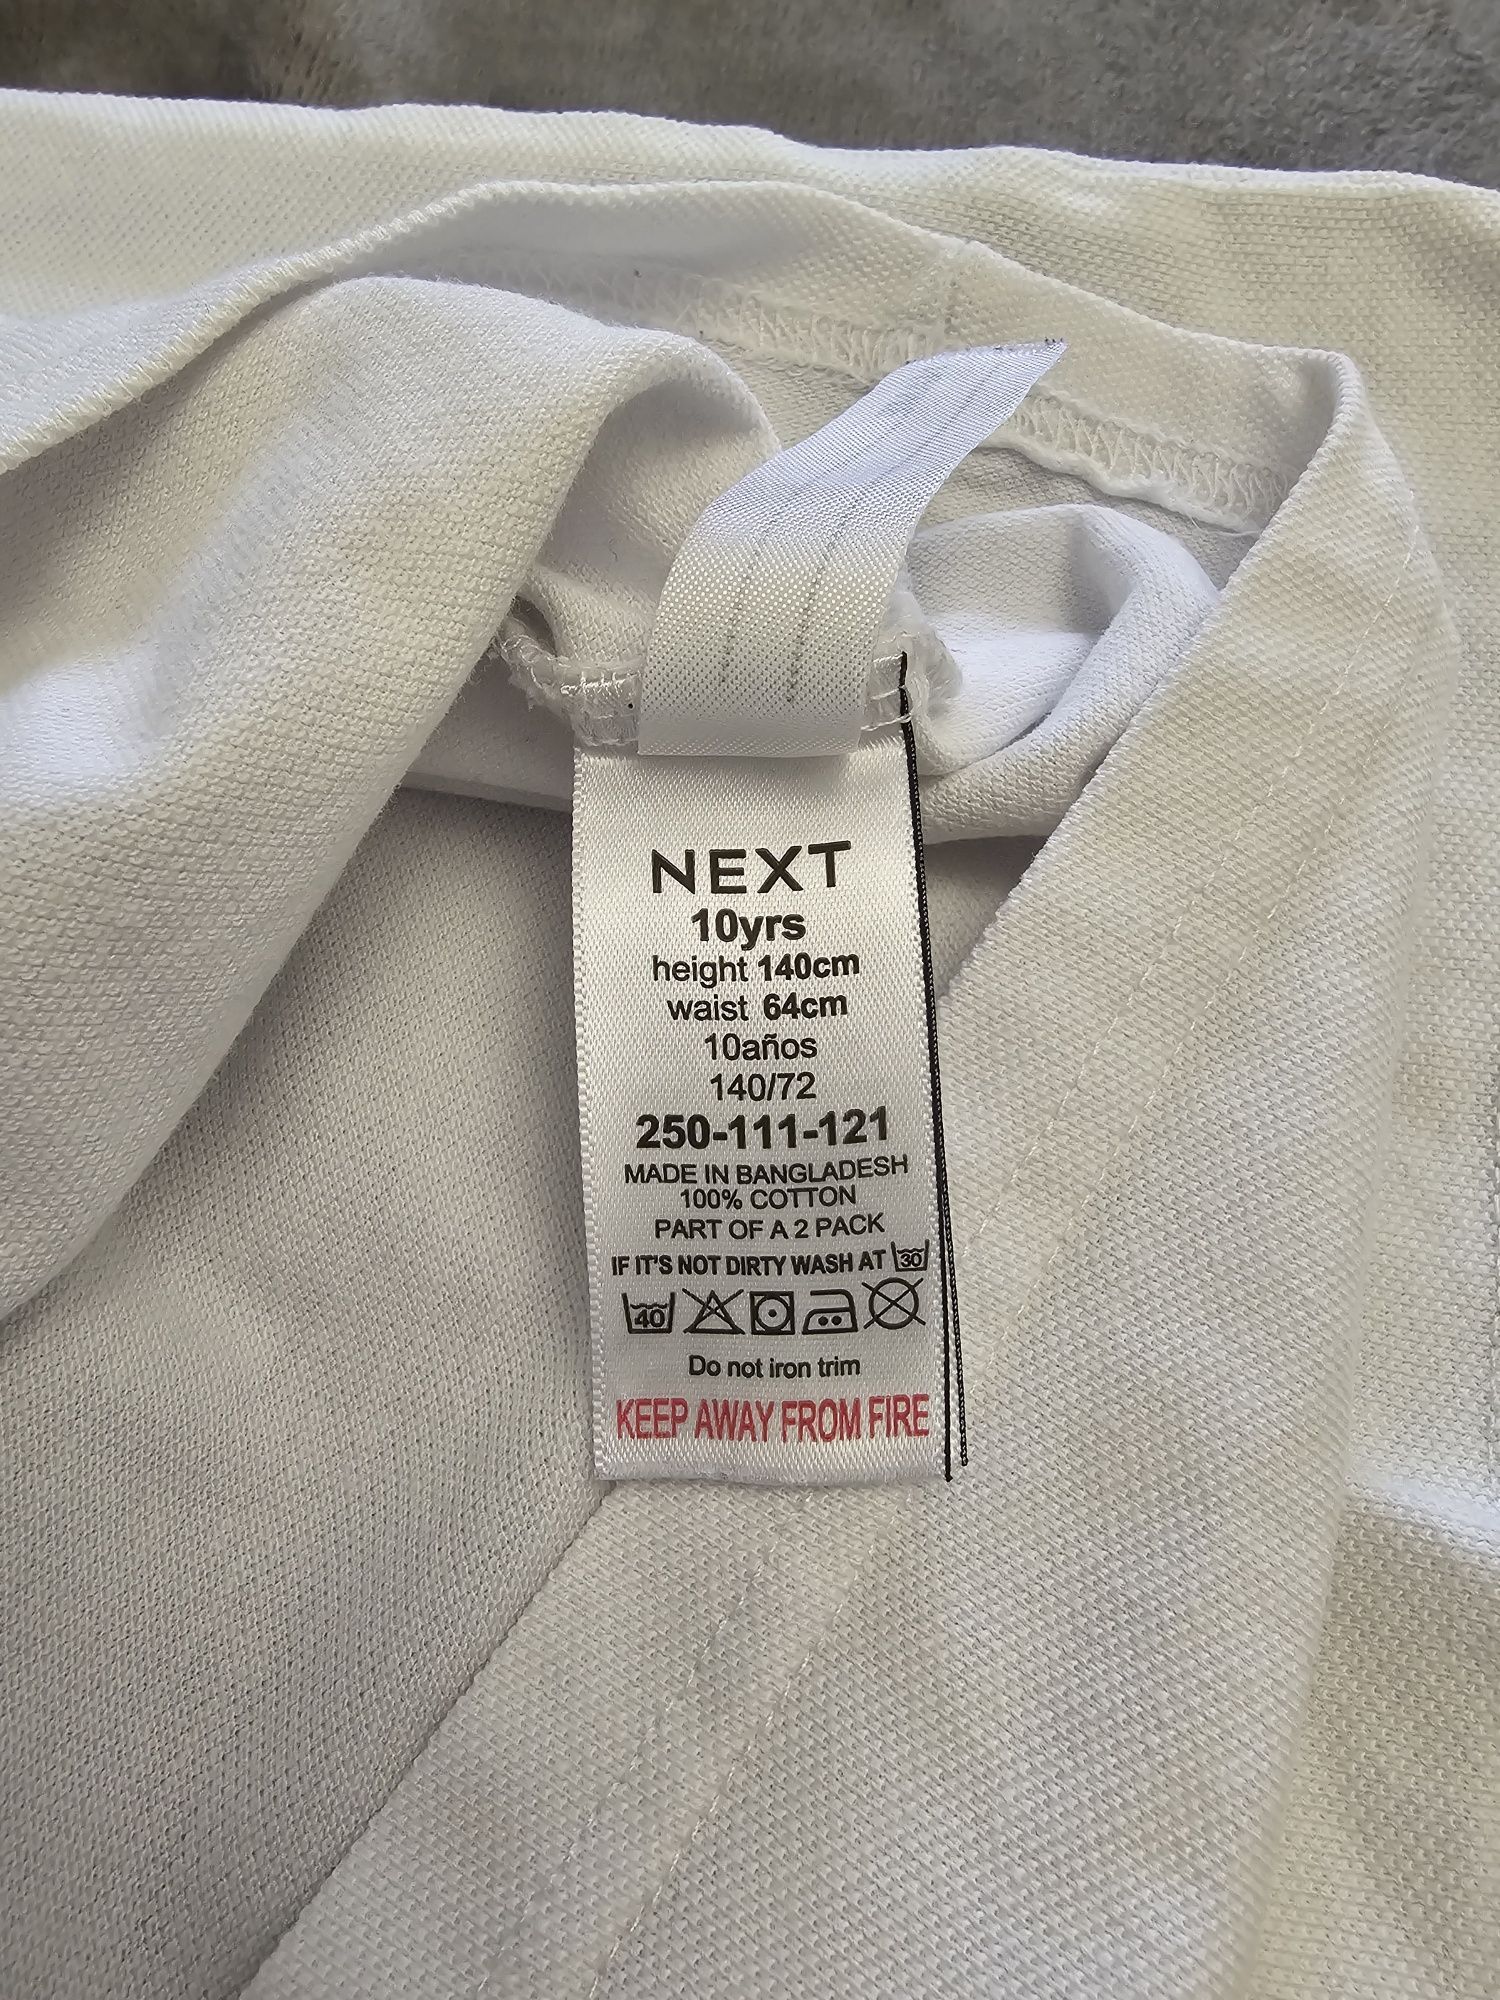 NEXT
10yrs
height 140cm
waist 64cm
10años
140/72
250-111-121
MADE IN BANGLADESH
100% COTTON
PART OF A 2 PACK
IF IT'S NOT DIRTY WASH AT 30
40
Do not iron trim
KEEP AWAY FROM FIRE